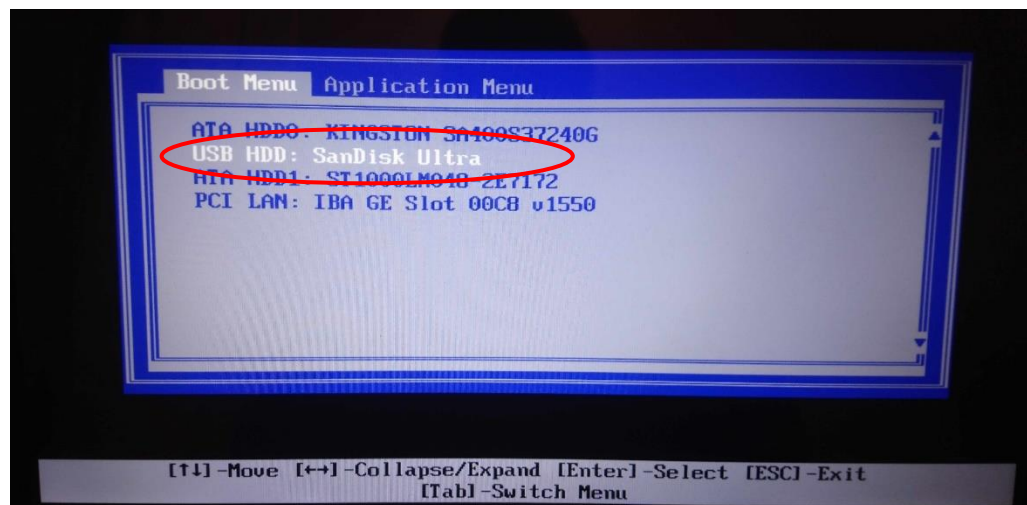 Boot Menu Application Menu
ATA HDD0: KINGSTON SA400S37240G
USB HDD: SanDisk Ultra
ATA HDD1: ST1000LM048-2E7172
PCI LAN: IBA GE Slot 00C8 v1550
[↑↓]-Move [←→]-Collapse/Expand [Enter]-Select [ESC]-Exit
[Tab]-Switch Menu